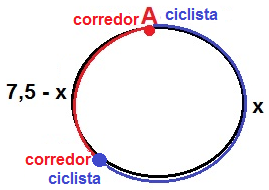 corredor A ciclista
7,5 - x
x
corredor
ciclista